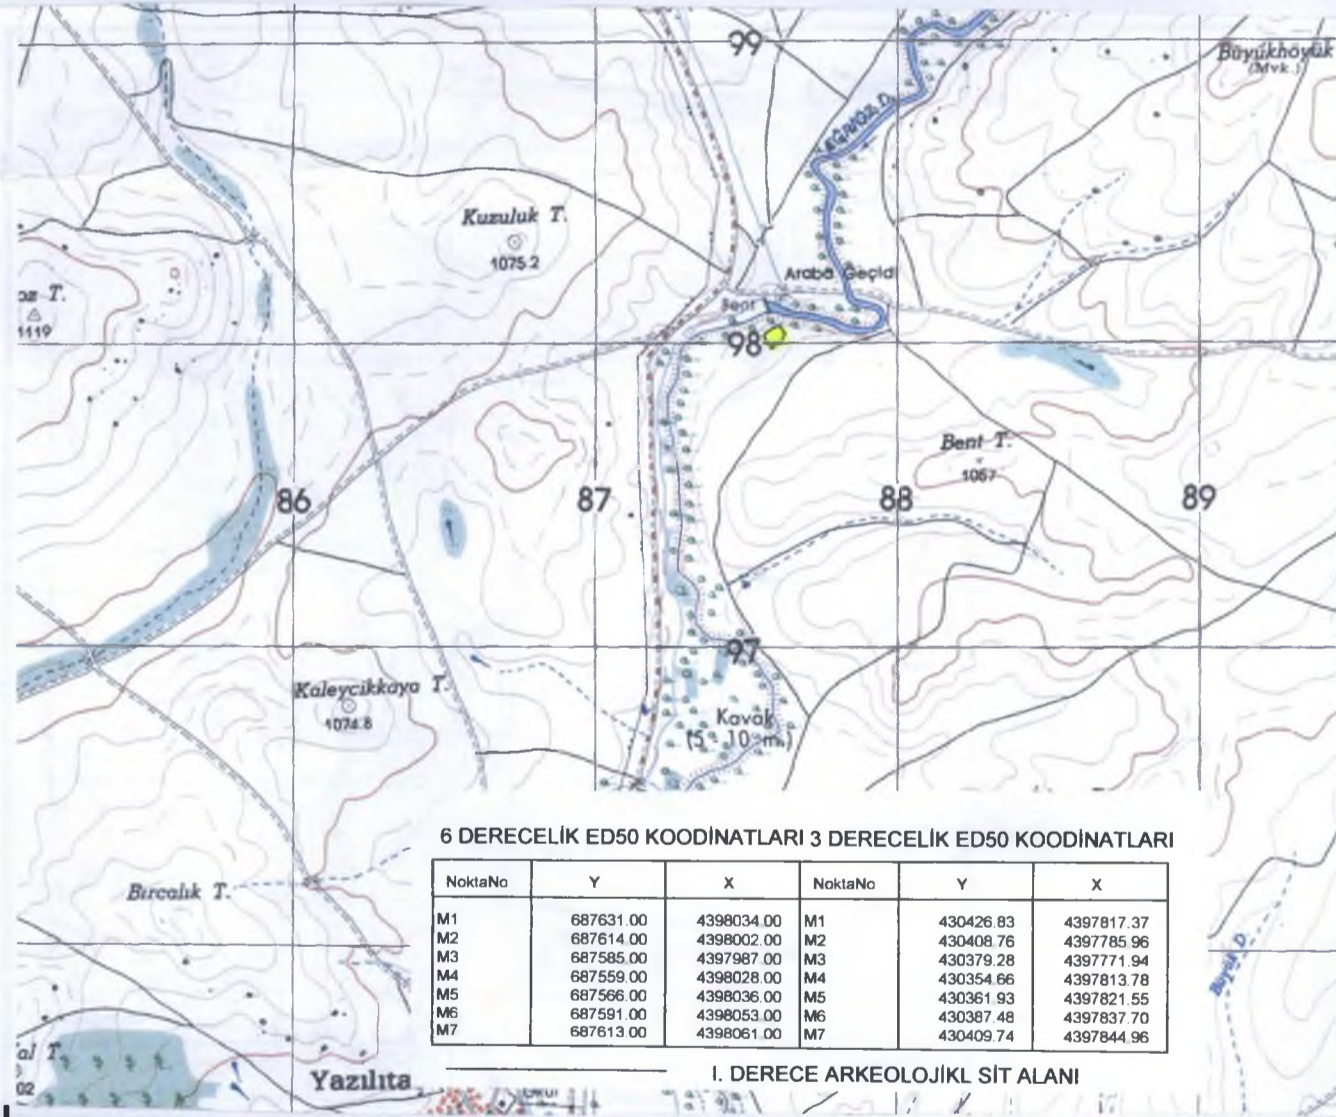 99
Büyükhöyük
(Mvk.)
Kuzuluk T.
1075.2
Araba Geçidi
Bent
oz T.
1119
98
Bent T.
1067
86
87
88
89
97
Kaleycikkaya T.
1074.8
Kavak
(5 - 10 m.)
6 DERECELİK ED50 KOODİNATLARI 3 DERECELİK ED50 KOODİNATLARI
NoktaNo Y X NoktaNo Y X
M1 687631.00 4398034.00 M1 430426.83 4397817.37
M2 687614.00 4398002.00 M2 430408.76 4397785.96
M3 687585.00 4397987.00 M3 430379.28 4397771.94
M4 687559.00 4398028.00 M4 430354.66 4397813.78
M5 687566.00 4398036.00 M5 430361.93 4397821.55
M6 687591.00 4398053.00 M6 430387.48 4397837.70
M7 687613.00 4398061.00 M7 430409.74 4397844.96
Bırcalık T.
Büyük D.
I. DERECE ARKEOLOJİKL SİT ALANI
al T.
02
Yazılıta